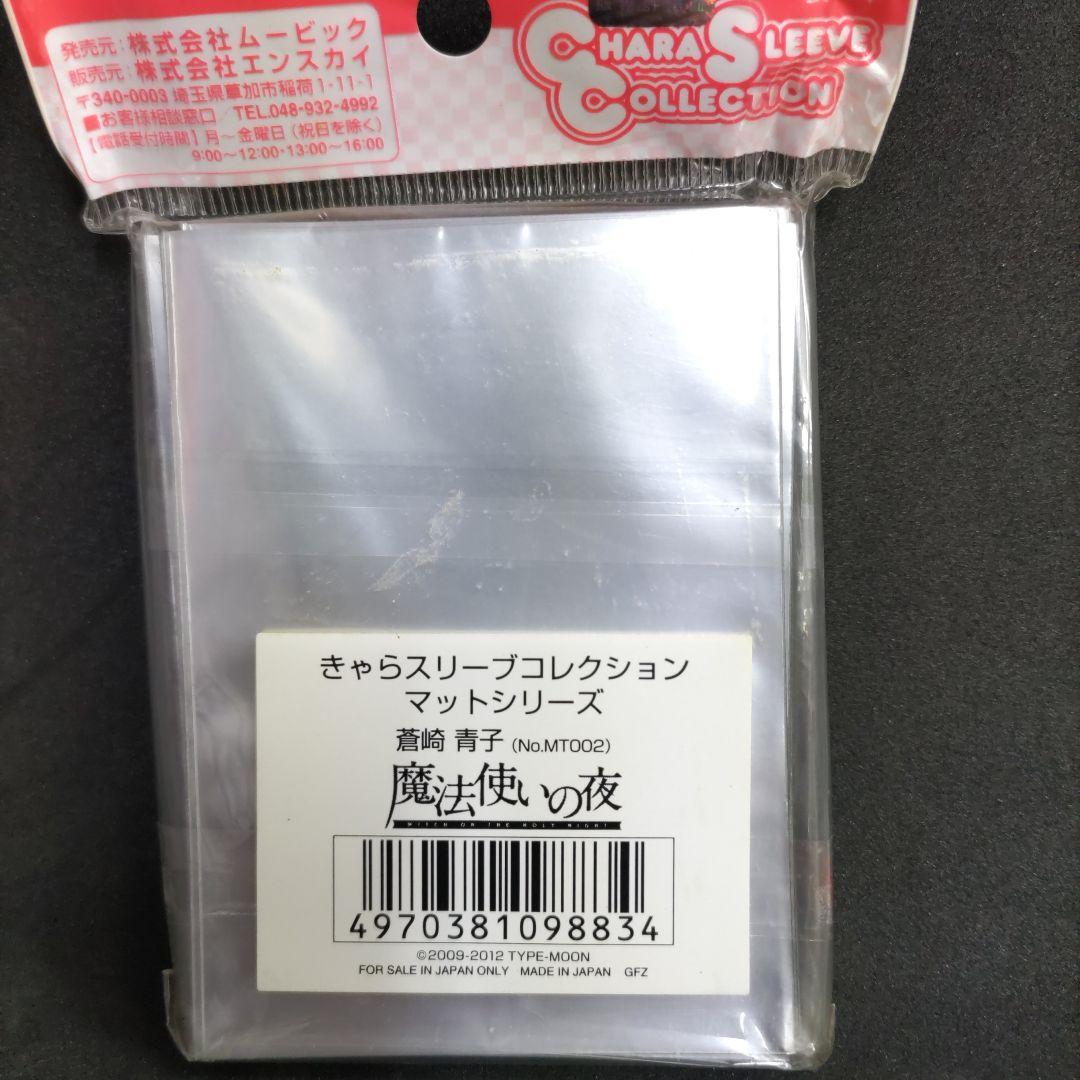 発売元:株式会社ムービック
販売元:株式会社エンスカイ
〒340-0003 埼玉県草加市稲荷1-11-1
■お客様相談窓口/TEL.048-932-4992
【電話受付時間】月〜金曜日(祝日を除く)
9:00〜12:00・13:00〜16:00
CHARA SLEEVE
COLLECTION
きゃらスリーブコレクション
マットシリーズ
蒼崎 青子 (No.MT002)
魔法使いの夜
WITCH ON THE HOLY NIGHT
4970381098834
©2009-2012 TYPE-MOON
FOR SALE IN JAPAN ONLY MADE IN JAPAN GFZ